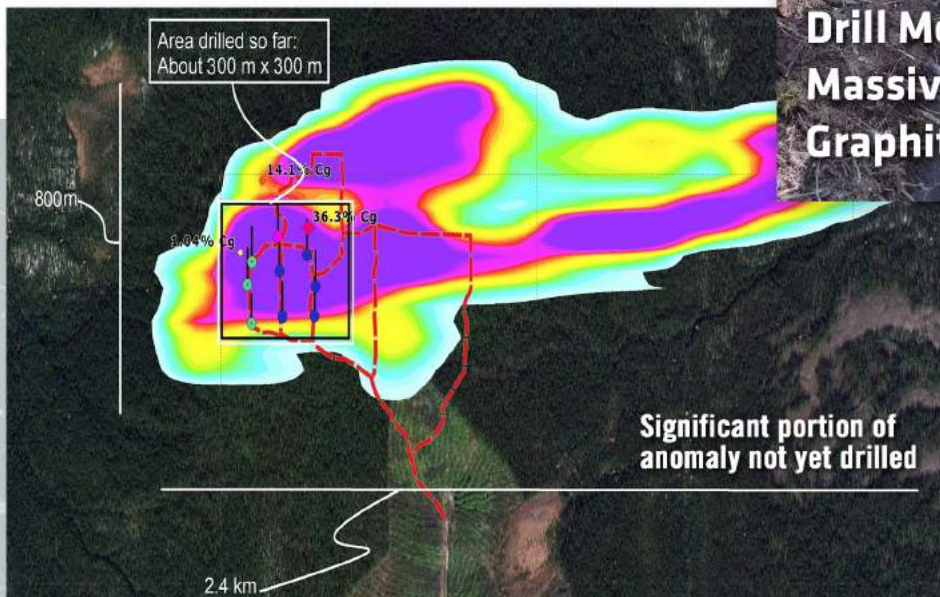 Drill Mo
Massiv
Graphit
Area drilled so far:
About 300 m x 300 m
14.1% Cg
800m
36.3% Cg
1.04% Cg
Significant portion of
anomaly not yet drilled
2.4 km